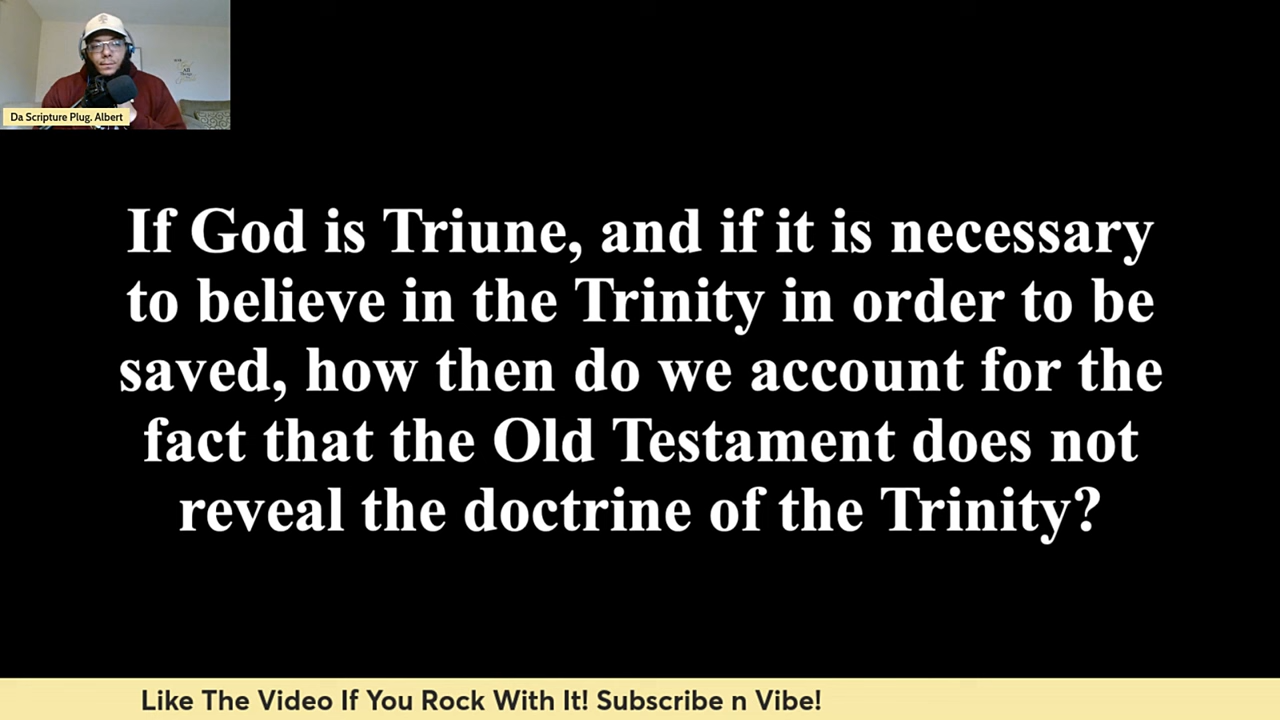 Da Scripture Plug. Albert
If God is Triune, and if it is necessary
to believe in the Trinity in order to be
saved, how then do we account for the
fact that the Old Testament does not
reveal the doctrine of the Trinity?
Like The Video If You Rock With It! Subscribe n Vibe!